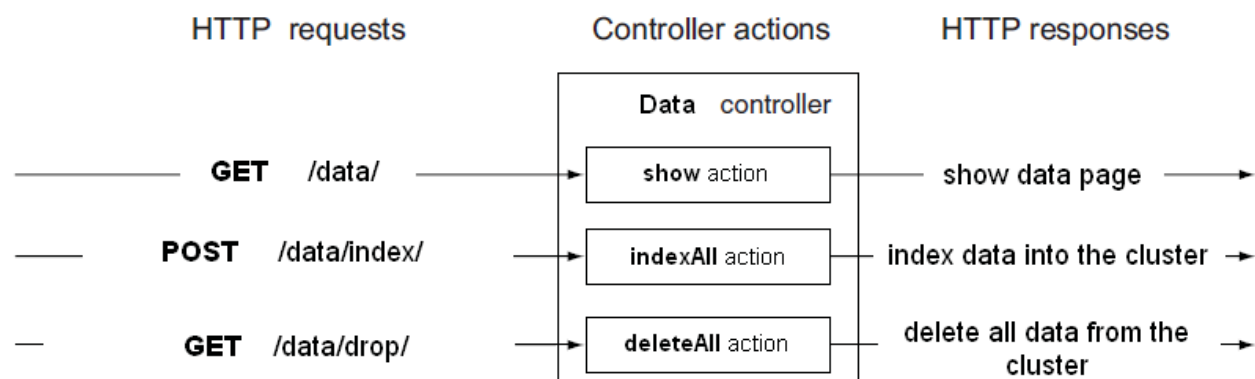 HTTP requests Controller actions HTTP responses
Data controller
GET /data/ show action show data page
POST /data/index/ indexAll action index data into the cluster
GET /data/drop/ deleteAll action delete all data from the
cluster